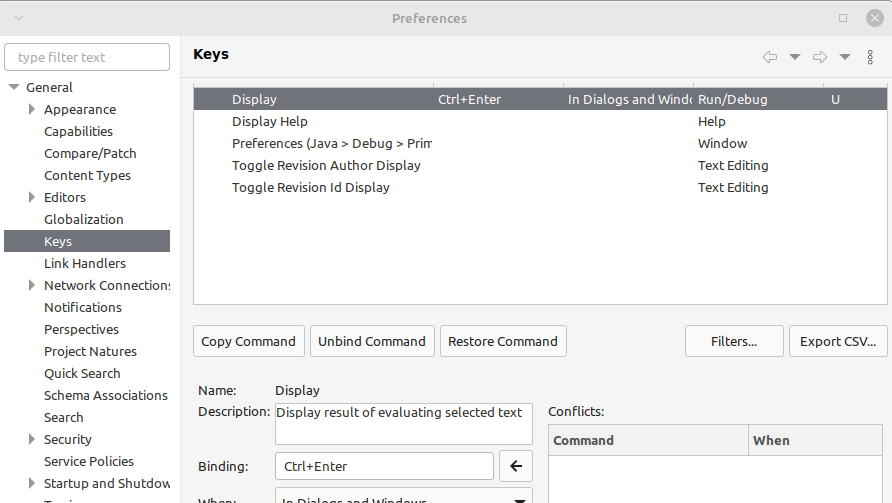 Preferences
type filter text
Keys
General
Appearance
Capabilities
Compare/Patch
Content Types
Editors
Globalization
Keys
Link Handlers
Network Connections
Notifications
Perspectives
Project Natures
Quick Search
Schema Associations
Search
Security
Service Policies
Startup and Shutdow
Display Ctrl+Enter In Dialogs and Windo Run/Debug U
Display Help Help
Preferences (Java > Debug > Prim Window
Toggle Revision Author Display Text Editing
Toggle Revision Id Display Text Editing
Copy Command Unbind Command Restore Command Filters... Export CSV...
Name: Display
Description: Display result of evaluating selected text
Conflicts:
Command When
Binding: Ctrl+Enter
When: In Dialogs and Windows